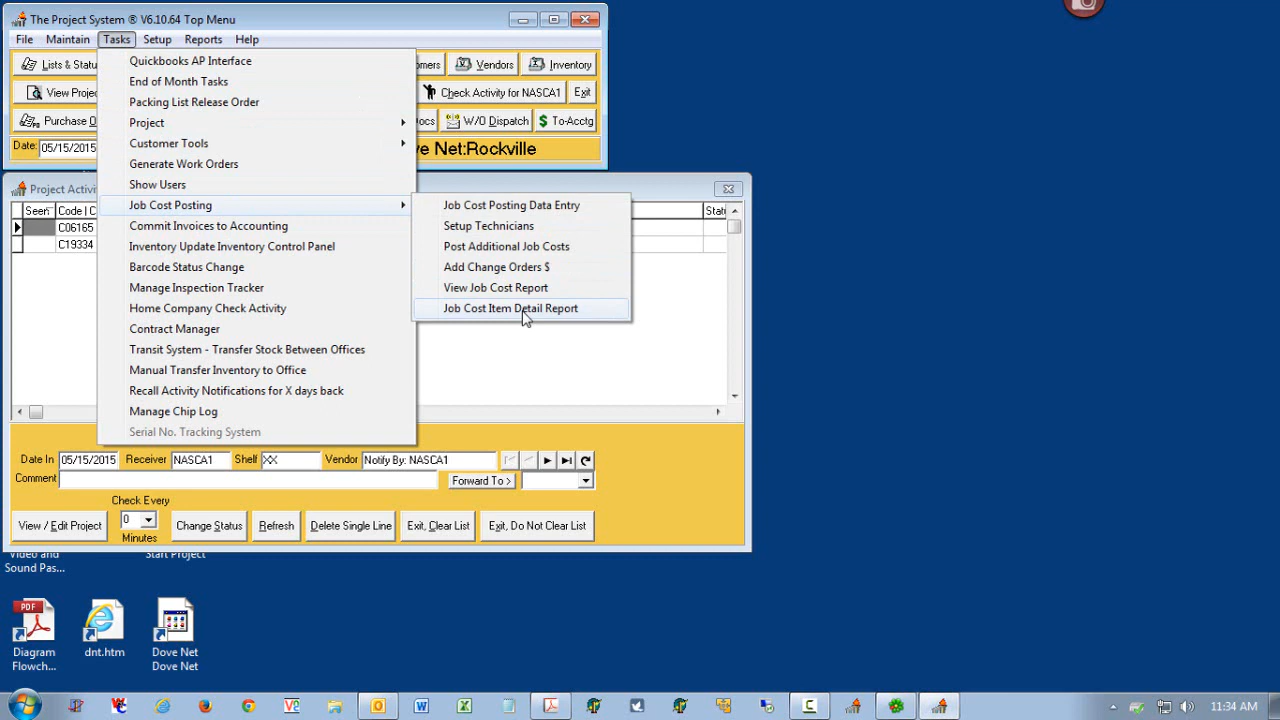 The Project System ® V6.10.64 Top Menu
File Maintain Tasks Setup Reports Help
Lists & Statu
mers
Vendors
Inventory
View Projec
Check Activity for NASCA1
Exit
Purchase O
Docs
W/O Dispatch
$ To-Acctg
Date: 05/15/2015
Dove Net:Rockville
Quickbooks AP Interface
End of Month Tasks
Packing List Release Order
Project
Customer Tools
Generate Work Orders
Show Users
Job Cost Posting
Commit Invoices to Accounting
Inventory Update Inventory Control Panel
Barcode Status Change
Manage Inspection Tracker
Home Company Check Activity
Contract Manager
Transit System - Transfer Stock Between Offices
Manual Transfer Inventory to Office
Recall Activity Notifications for X days back
Manage Chip Log
Serial No. Tracking System
Job Cost Posting Data Entry
Setup Technicians
Post Additional Job Costs
Add Change Orders $
View Job Cost Report
Job Cost Item Detail Report
Project Activi
Seen Code | C Statu
C06165
C19334
Date In 05/15/2015 Receiver NASCA1 Shelf XX Vendor Notify By: NASCA1
Comment Forward To >
Check Every
View / Edit Project 0 Change Status Refresh Delete Single Line Exit, Clear List Exit, Do Not Clear List
Minutes
Video and
Sound Pas...
Start Project
PDF
Diagram
Flowch...
dnt.htm
Dove Net
Dove Net
11:34 AM